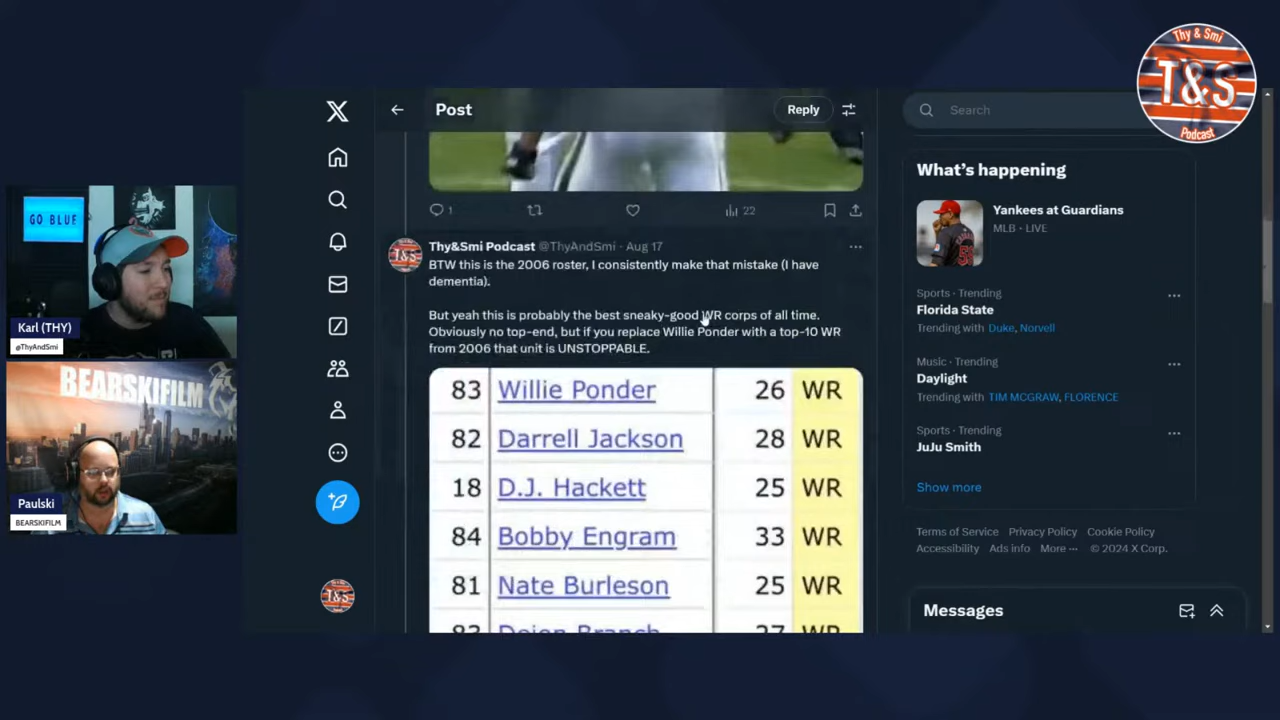 Thy & Smi
T&S
Podcast
Post
Reply
Search
What's happening
Yankees at Guardians
MLB · LIVE
Sports · Trending
Florida State
Trending with Duke, Norvell
Music · Trending
Daylight
Trending with TIM MCGRAW, FLORENCE
Sports · Trending
JuJu Smith
Show more
Terms of Service Privacy Policy Cookie Policy
Accessibility Ads info More ··· © 2024 X Corp.
Messages
1
22
T&S
Thy&Smi Podcast @ThyAndSmi · Aug 17
BTW this is the 2006 roster, I consistently make that mistake (I have
dementia).
But yeah this is probably the best sneaky-good WR corps of all time.
Obviously no top-end, but if you replace Willie Ponder with a top-10 WR
from 2006 that unit is UNSTOPPABLE.
83 Willie Ponder 26 WR
82 Darrell Jackson 28 WR
18 D.J. Hackett 25 WR
84 Bobby Engram 33 WR
81 Nate Burleson 25 WR
83 Deion Branch 27 WR
T&S
GO BLUE
Karl (THY)
@ThyAndSmi
BEARSKIFILM
Paulski
BEARSKIFILM